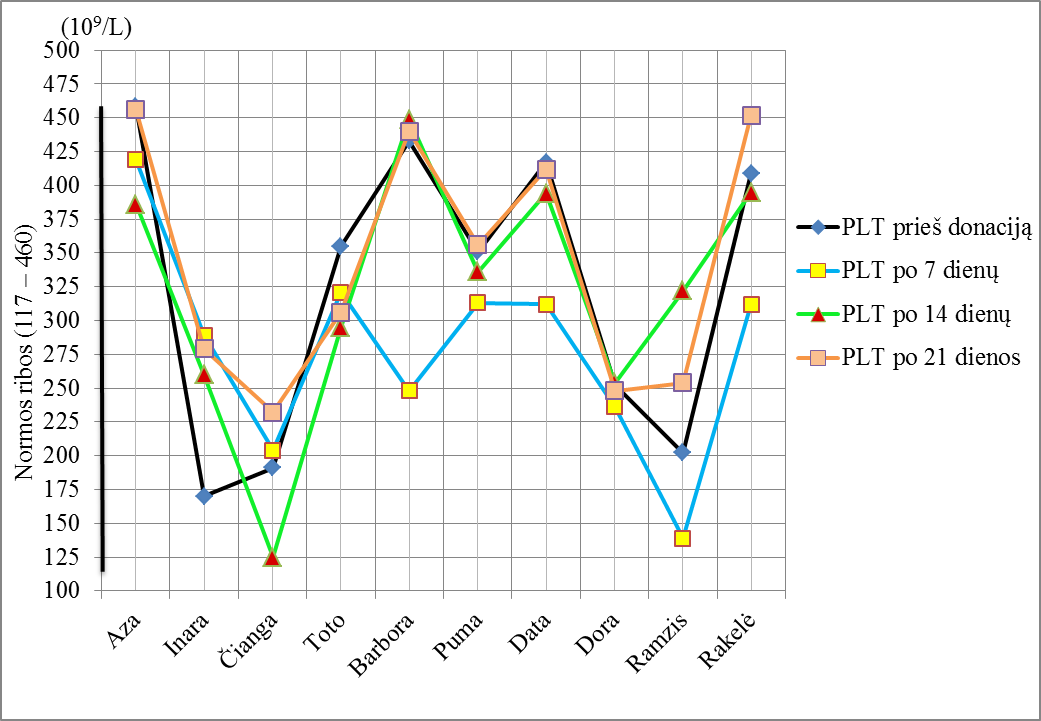 (10⁹/L)
Normos ribos (117 – 460)
500
475
450
425
400
375
350
325
300
275
250
225
200
175
150
125
100
Aza
Inara
Čianga
Toto
Barbora
Puma
Data
Dora
Ramzis
Rakelė
PLT prieš donaciją
PLT po 7 dienų
PLT po 14 dienų
PLT po 21 dienos